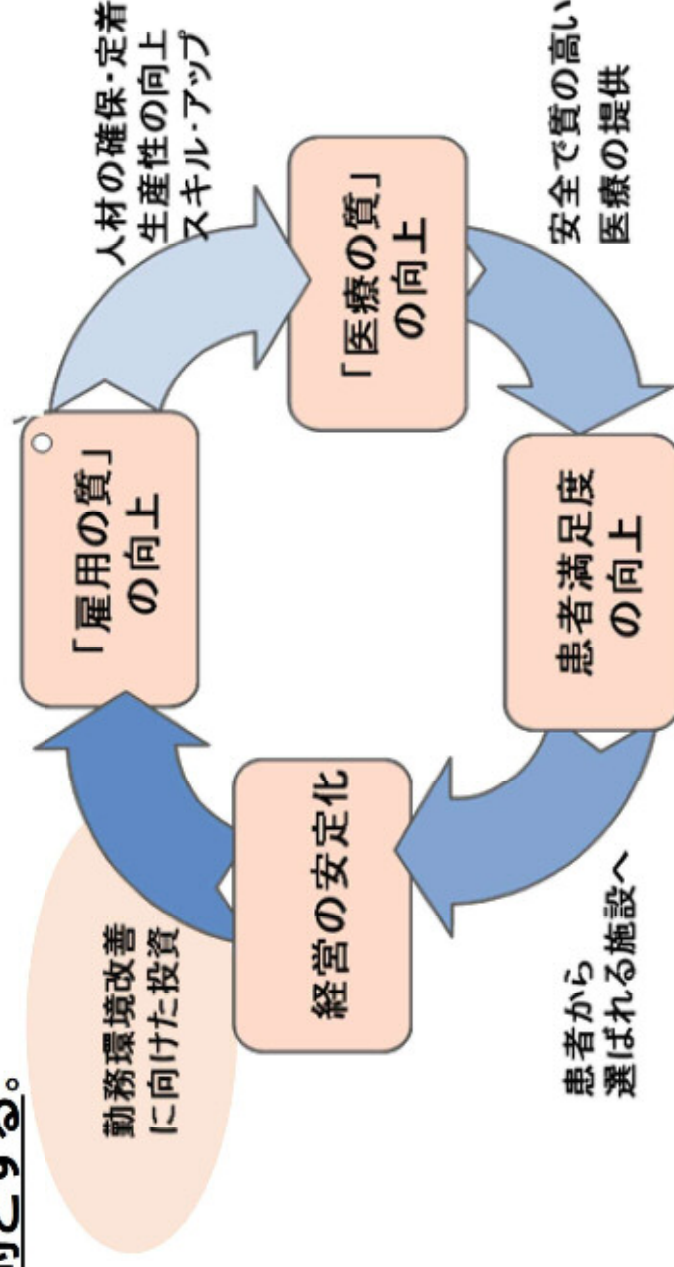 とする。
勤務環境改善
に向けた投資
「雇用の質」
の向上
人材の確保・定着
生産性の向上
スキル・アップ
経営の安定化
「医療の質」
の向上
患者から
選ばれる施設へ
患者満足度
の向上
安全で質の高い
医療の提供